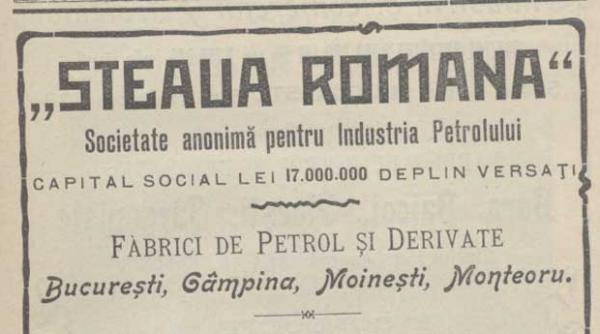 „STEAUA ROMANA“
Societate anonimă pentru Industria Petrolului
CAPITAL SOCIAL LEI 17.000.000 DEPLIN VERSAȚI
FABRICI DE PETROL ȘI DERIVATE
București, Câmpina, Moinești, Monteoru.